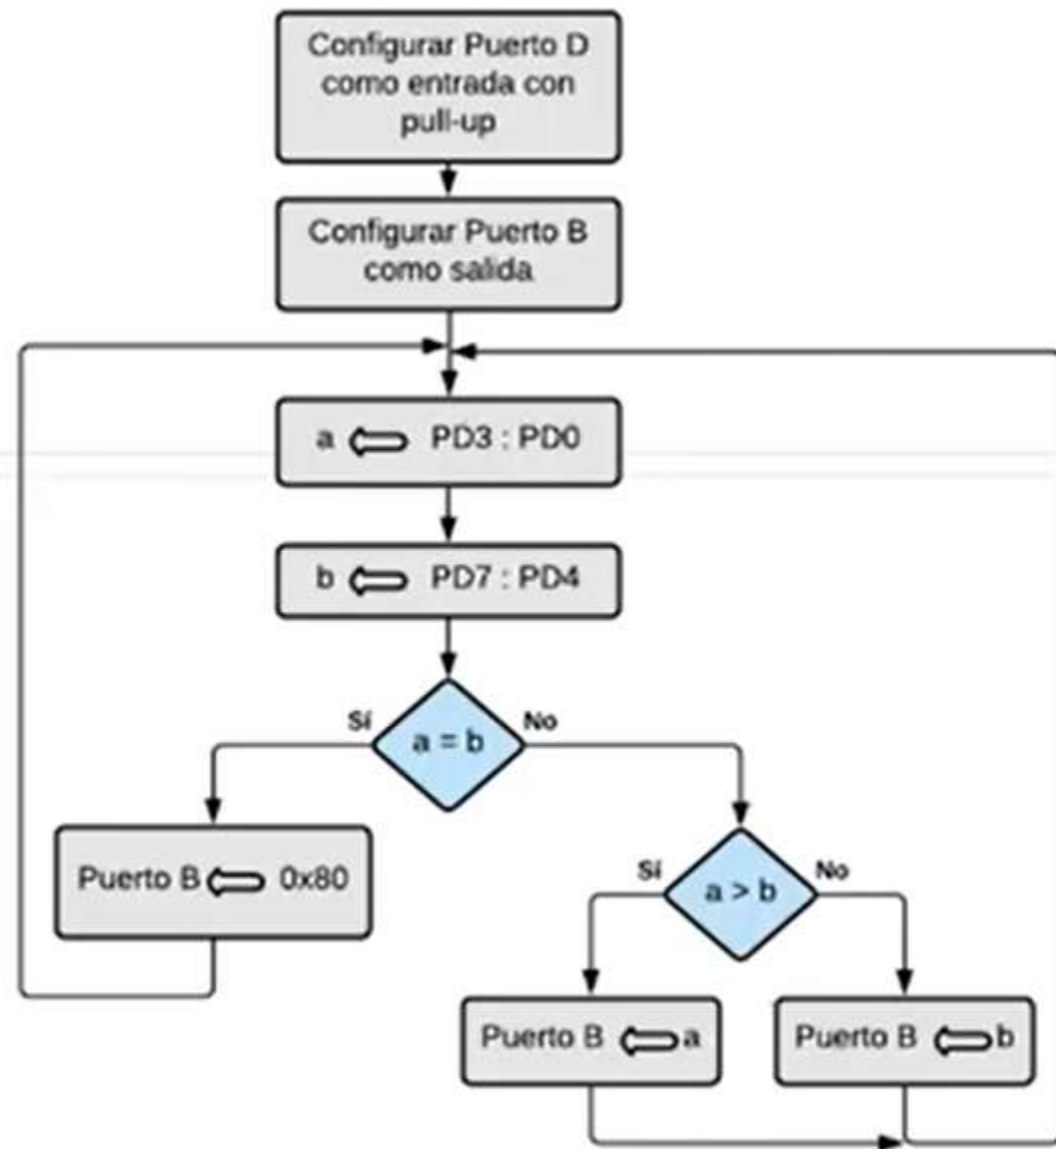 Configurar Puerto D
como entrada con
pull-up
Configurar Puerto B
como salida
a PD3 : PD0
b PD7 : PD4
Sí
a = b
No
Puerto B 0x80
Sí
a > b
No
Puerto B a
Puerto B b